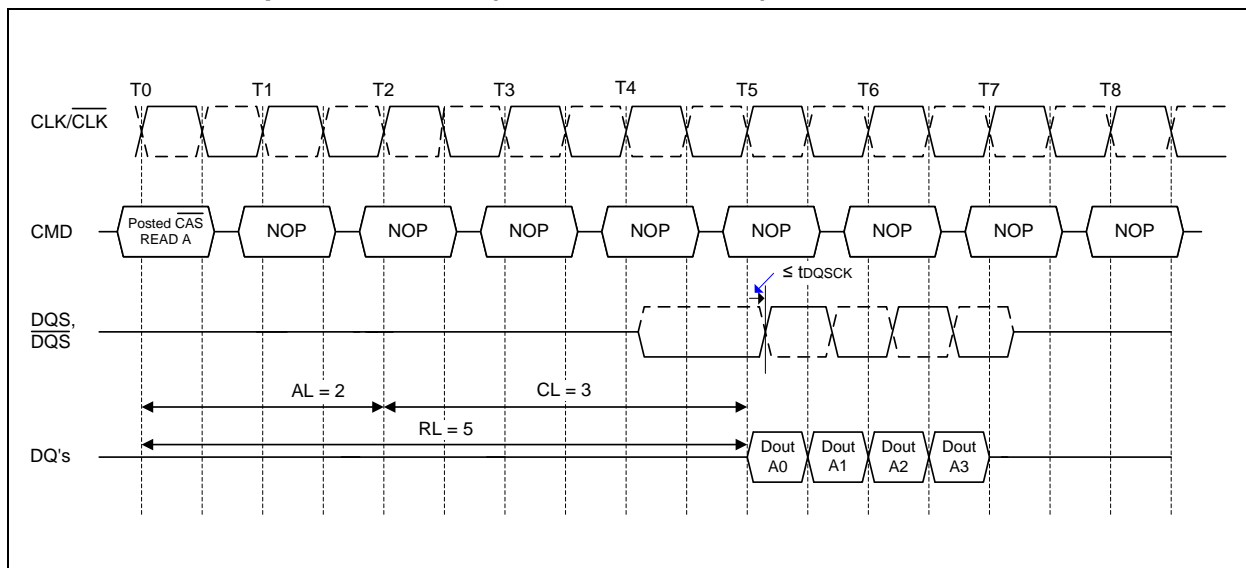 T0 T1 T2 T3 T4 T5 T6 T7 T8
CLK/CLK
CMD
Posted CAS
READ A
NOP NOP NOP NOP NOP NOP NOP NOP
≤ tDQSCK
DQS,
DQS
AL = 2
CL = 3
RL = 5
DQ's
Dout
A0
Dout
A1
Dout
A2
Dout
A3